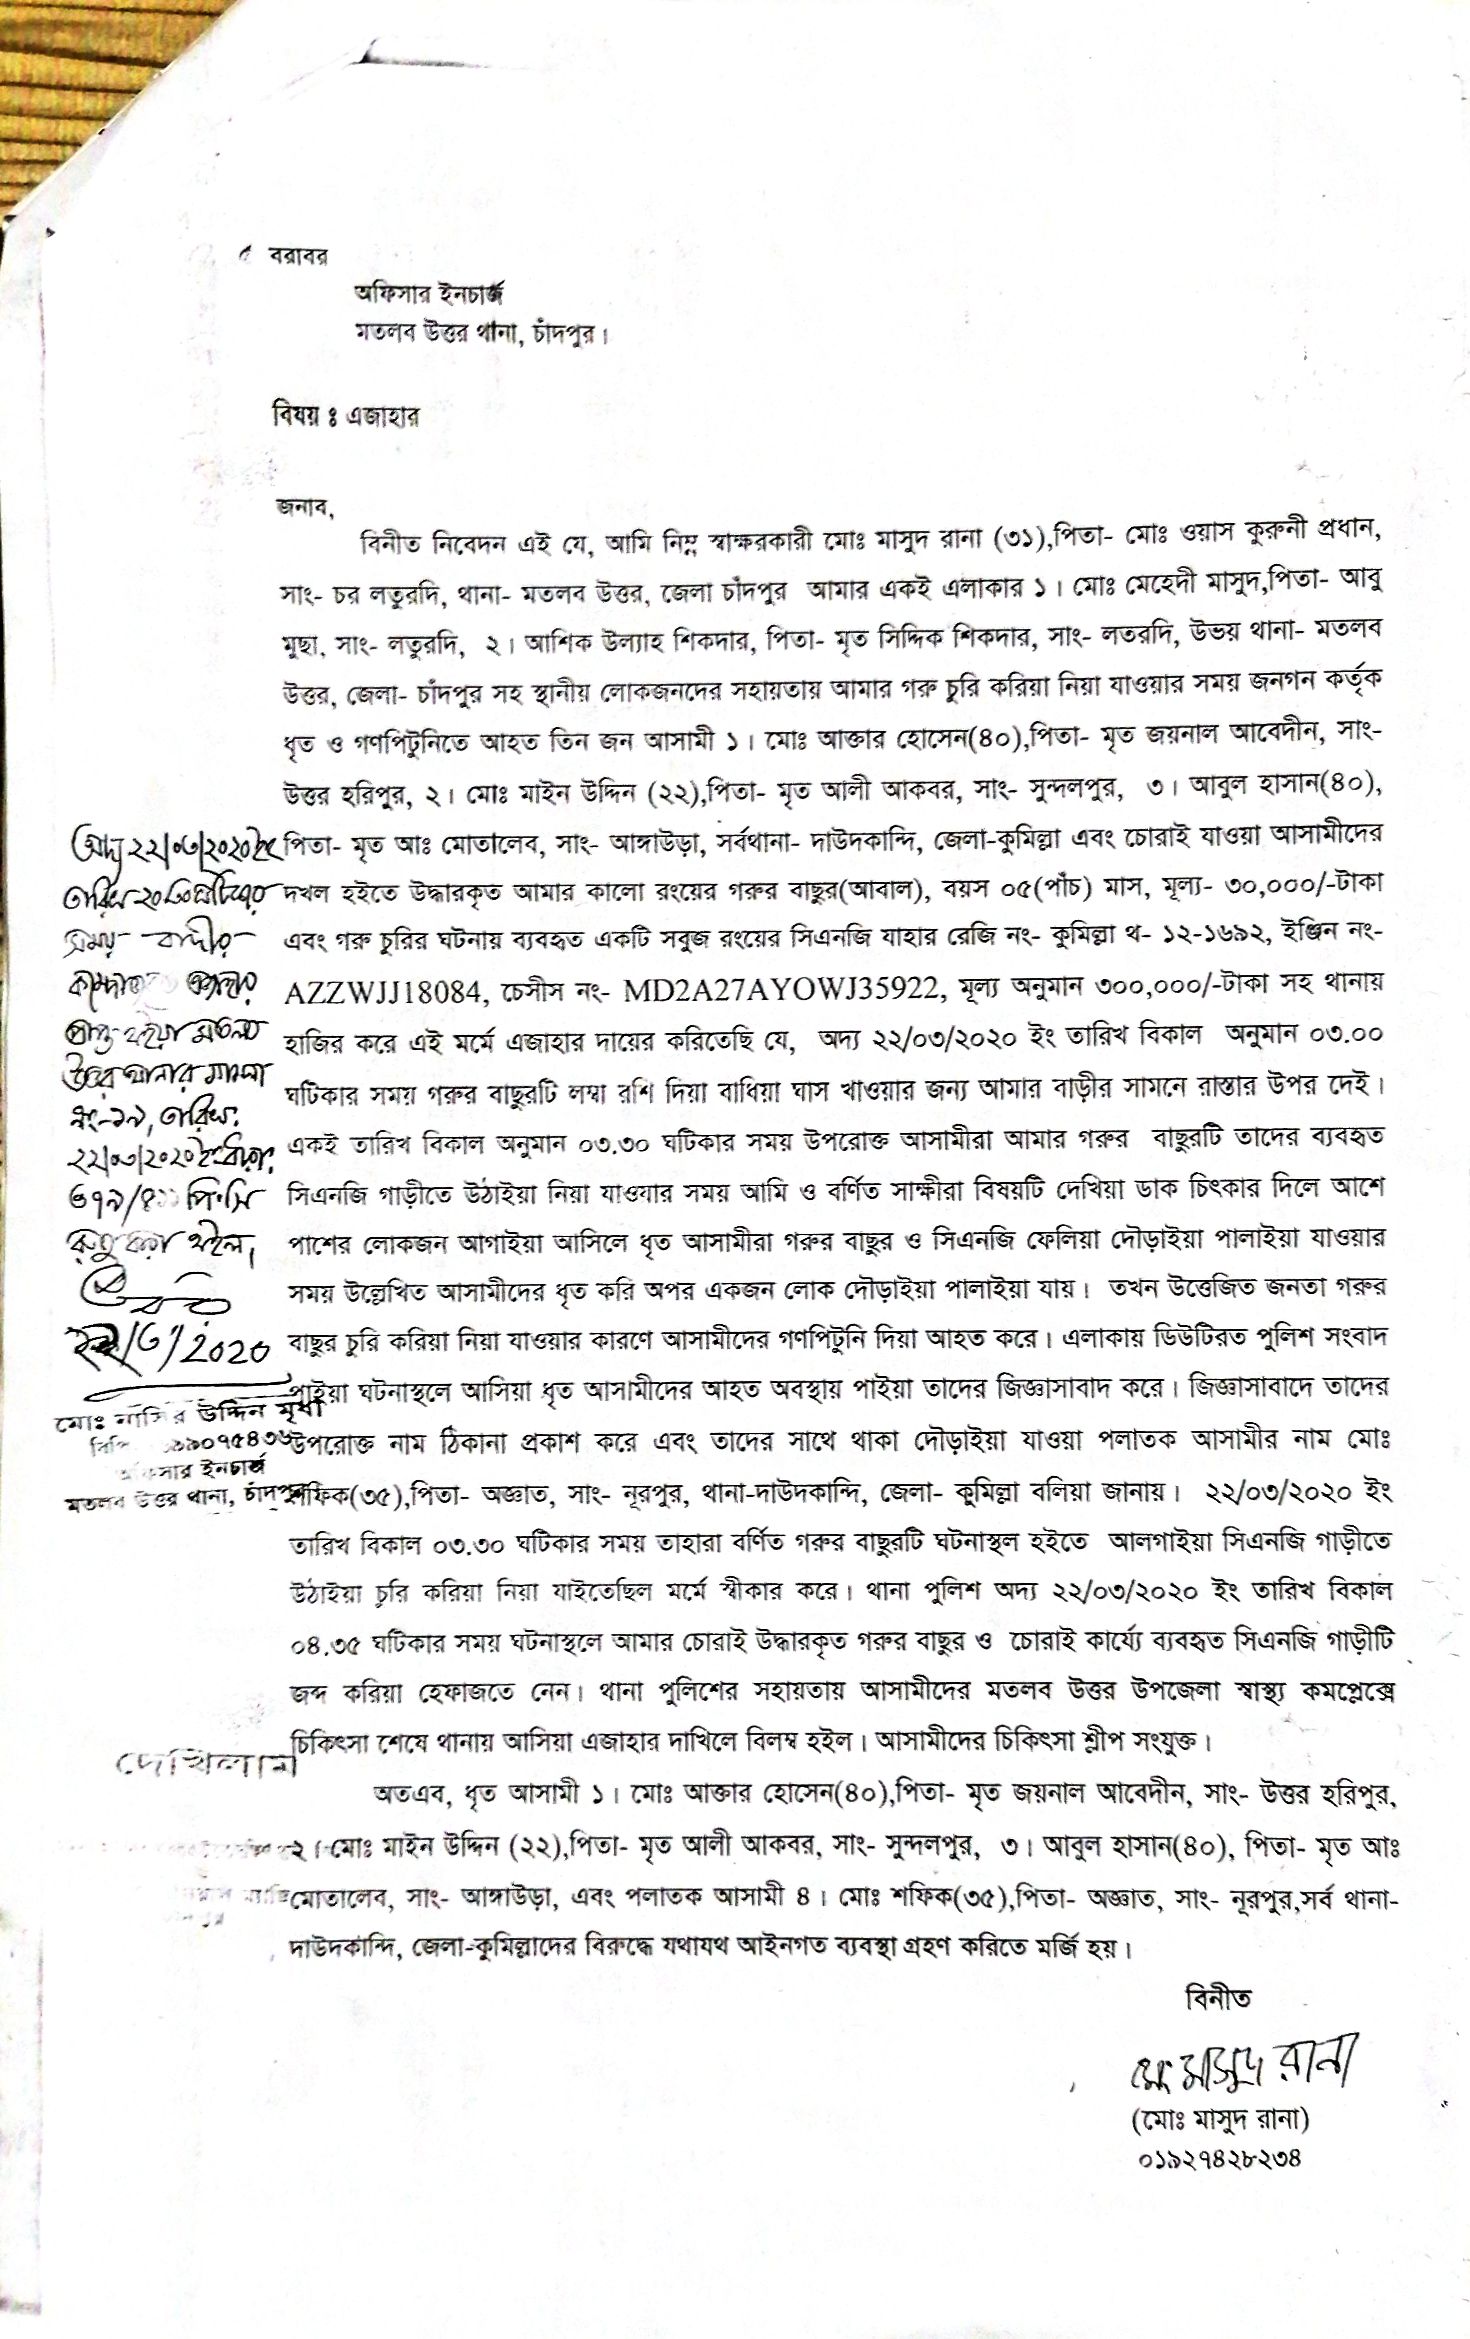 বরাবর
অফিসার ইনচার্জ
মতলব উত্তর থানা, চাঁদপুর।
বিষয় ঃ এজাহার
জনাব,
বিনীত নিবেদন এই যে, আমি নিম্ন স্বাক্ষরকারী মোঃ মাসুদ রানা (৩১),পিতা- মোঃ ওয়াস কুরুনী প্রধান,
সাং- চর লতুরদি, থানা- মতলব উত্তর, জেলা চাঁদপুর আমার একই এলাকার ১। মোঃ মেহেদী মাসুদ,পিতা- আবু
মুছা, সাং- লতুরদি, ২। আশিক উল্যাহ শিকদার, পিতা- মৃত সিদ্দিক শিকদার, সাং- লতরদি, উভয় থানা- মতলব
উত্তর, জেলা- চাঁদপুর সহ স্থানীয় লোকজনদের সহায়তায় আমার গরু চুরি করিয়া নিয়া যাওয়ার সময় জনগন কর্তৃক
ধৃত ও গণপিটুনিতে আহত তিন জন আসামী ১। মোঃ আক্তার হোসেন(৪০),পিতা- মৃত জয়নাল আবেদীন, সাং-
উত্তর হরিপুর, ২। মোঃ মাইন উদ্দিন (২২),পিতা- মৃত আলী আকবর, সাং- সুন্দলপুর, ৩। আবুল হাসান(৪০),
পিতা- মৃত আঃ মোতালেব, সাং- আঙ্গাউড়া, সর্বথানা- দাউদকান্দি, জেলা-কুমিল্লা এবং চোরাই যাওয়া আসামীদের
দখল হইতে উদ্ধারকৃত আমার কালো রংয়ের গরুর বাছুর(আবাল), বয়স ০৫(পাঁচ) মাস, মূল্য- ৩০,০০০/-টাকা
এবং গরু চুরির ঘটনায় ব্যবহৃত একটি সবুজ রংয়ের সিএনজি যাহার রেজি নং- কুমিল্লা থ- ১২-১৬৯২, ইঞ্জিন নং-
AZZWJJ18084, চেসীস নং- MD2A27AYOWJ35922, মূল্য অনুমান ৩০০,০০০/-টাকা সহ থানায়
হাজির করে এই মর্মে এজাহার দায়ের করিতেছি যে, অদ্য ২২/০৩/২০২০ ইং তারিখ বিকাল অনুমান ০৩.০০
ঘটিকার সময় গরুর বাছুরটি লম্বা রশি দিয়া বাধিয়া ঘাস খাওয়ার জন্য আমার বাড়ীর সামনে রাস্তার উপর দেই।
একই তারিখ বিকাল অনুমান ০৩.৩০ ঘটিকার সময় উপরোক্ত আসামীরা আমার গরুর বাছুরটি তাদের ব্যবহৃত
সিএনজি গাড়ীতে উঠাইয়া নিয়া যাওয়ার সময় আমি ও বর্ণিত সাক্ষীরা বিষয়টি দেখিয়া ডাক চিৎকার দিলে আশে
পাশের লোকজন আগাইয়া আসিলে ধৃত আসামীরা গরুর বাছুর ও সিএনজি ফেলিয়া দৌড়াইয়া পালাইয়া যাওয়ার
সময় উল্লেখিত আসামীদের ধৃত করি অপর একজন লোক দৌড়াইয়া পালাইয়া যায়। তখন উত্তেজিত জনতা গরুর
বাছুর চুরি করিয়া নিয়া যাওয়ার কারণে আসামীদের গণপিটুনি দিয়া আহত করে। এলাকায় ডিউটিরত পুলিশ সংবাদ
পাইয়া ঘটনাস্থলে আসিয়া ধৃত আসামীদের আহত অবস্থায় পাইয়া তাদের জিজ্ঞাসাবাদ করে। জিজ্ঞাসাবাদে তাদের
উপরোক্ত নাম ঠিকানা প্রকাশ করে এবং তাদের সাথে থাকা দৌড়াইয়া যাওয়া পলাতক আসামীর নাম মোঃ
শফিক(৩৫),পিতা- অজ্ঞাত, সাং- নূরপুর, থানা-দাউদকান্দি, জেলা- কুমিল্লা বলিয়া জানায়। ২২/০৩/২০২০ ইং
তারিখ বিকাল ০৩.৩০ ঘটিকার সময় তাহারা বর্ণিত গরুর বাছুরটি ঘটনাস্থল হইতে আলগাইয়া সিএনজি গাড়ীতে
উঠাইয়া চুরি করিয়া নিয়া যাইতেছিল মর্মে স্বীকার করে। থানা পুলিশ অদ্য ২২/০৩/২০২০ ইং তারিখ বিকাল
০৪.৩৫ ঘটিকার সময় ঘটনাস্থলে আমার চোরাই উদ্ধারকৃত গরুর বাছুর ও চোরাই কার্য্যে ব্যবহৃত সিএনজি গাড়ীটি
জব্দ করিয়া হেফাজতে নেন। থানা পুলিশের সহায়তায় আসামীদের মতলব উত্তর উপজেলা স্বাস্থ্য কমপ্লেক্সে
চিকিৎসা শেষে থানায় আসিয়া এজাহার দাখিলে বিলম্ব হইল। আসামীদের চিকিৎসা শ্লীপ সংযুক্ত।
অতএব, ধৃত আসামী ১। মোঃ আক্তার হোসেন(৪০),পিতা- মৃত জয়নাল আবেদীন, সাং- উত্তর হরিপুর,
২। মোঃ মাইন উদ্দিন (২২),পিতা- মৃত আলী আকবর, সাং- সুন্দলপুর, ৩। আবুল হাসান(৪০), পিতা- মৃত আঃ
মোতালেব, সাং- আঙ্গাউড়া, এবং পলাতক আসামী ৪। মোঃ শফিক(৩৫),পিতা- অজ্ঞাত, সাং- নূরপুর,সর্ব থানা-
দাউদকান্দি, জেলা-কুমিল্লাদের বিরুদ্ধে যথাযথ আইনগত ব্যবস্থা গ্রহণ করিতে মর্জি হয়।
বিনীত
মোঃ মাসুদ রানা
(মোঃ মাসুদ রানা)
০১৯২৭৪২৮২৩৪
অদ্য ২২/০৩/২০২০ইং
তারিখ ২০.৩০ ঘটিকার
সময় বাদীর
এজাহার
প্রাপ্ত হইয়া মতলব
উত্তর থানার মামলা
নং-১৯, তারিখ:
২২/০৩/২০২০ইং ধারা:
৩৭৯/৪১১ পি:সি
রুজু করা হইল।
২২/৩/2020
মোঃ নাসির উদ্দিন মৃধা
অফিসার ইনচার্জ
মতলব উত্তর থানা, চাঁদপুর
দেখিলাম